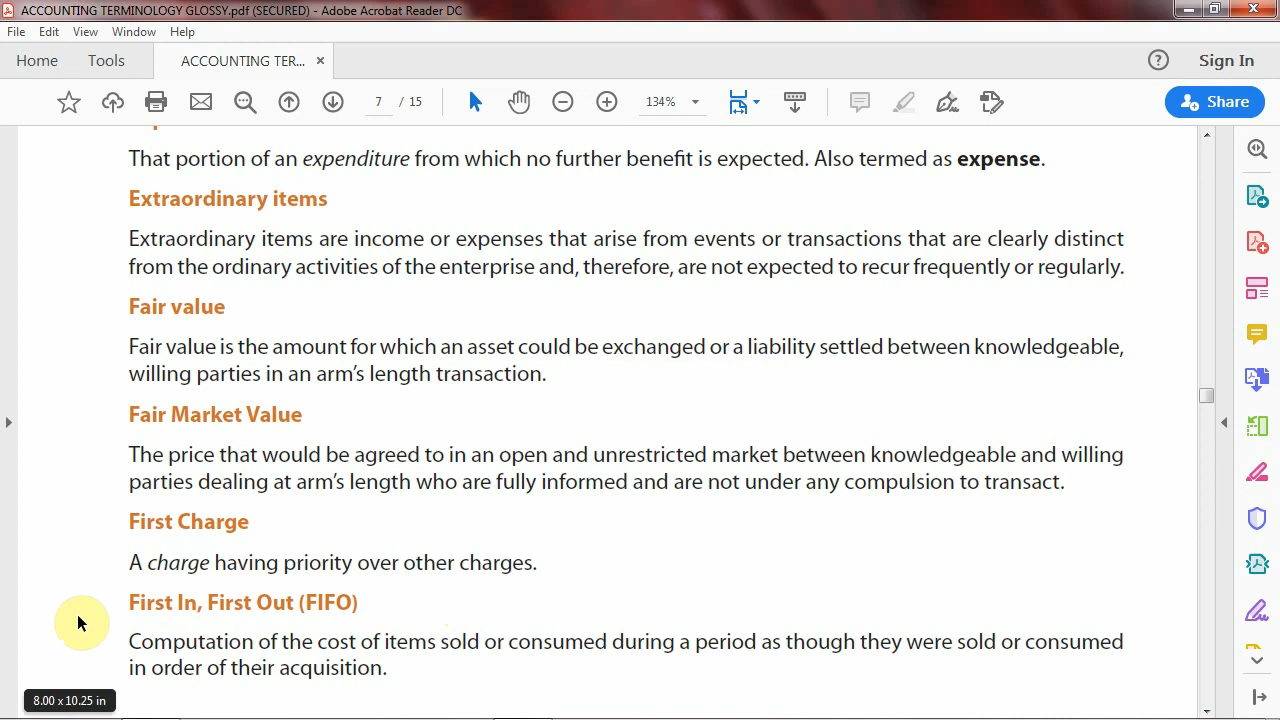 ACCOUNTING TERMINOLOGY GLOSSY.pdf (SECURED) - Adobe Acrobat Reader DC
File Edit View Window Help
Home Tools ACCOUNTING TER... × ? Sign In
7 / 15 134% Share
That portion of an expenditure from which no further benefit is expected. Also termed as expense.
Extraordinary items
Extraordinary items are income or expenses that arise from events or transactions that are clearly distinct
from the ordinary activities of the enterprise and, therefore, are not expected to recur frequently or regularly.
Fair value
Fair value is the amount for which an asset could be exchanged or a liability settled between knowledgeable,
willing parties in an arm's length transaction.
Fair Market Value
The price that would be agreed to in an open and unrestricted market between knowledgeable and willing
parties dealing at arm's length who are fully informed and are not under any compulsion to transact.
First Charge
A charge having priority over other charges.
First In, First Out (FIFO)
Computation of the cost of items sold or consumed during a period as though they were sold or consumed
in order of their acquisition.
8.00 x 10.25 in